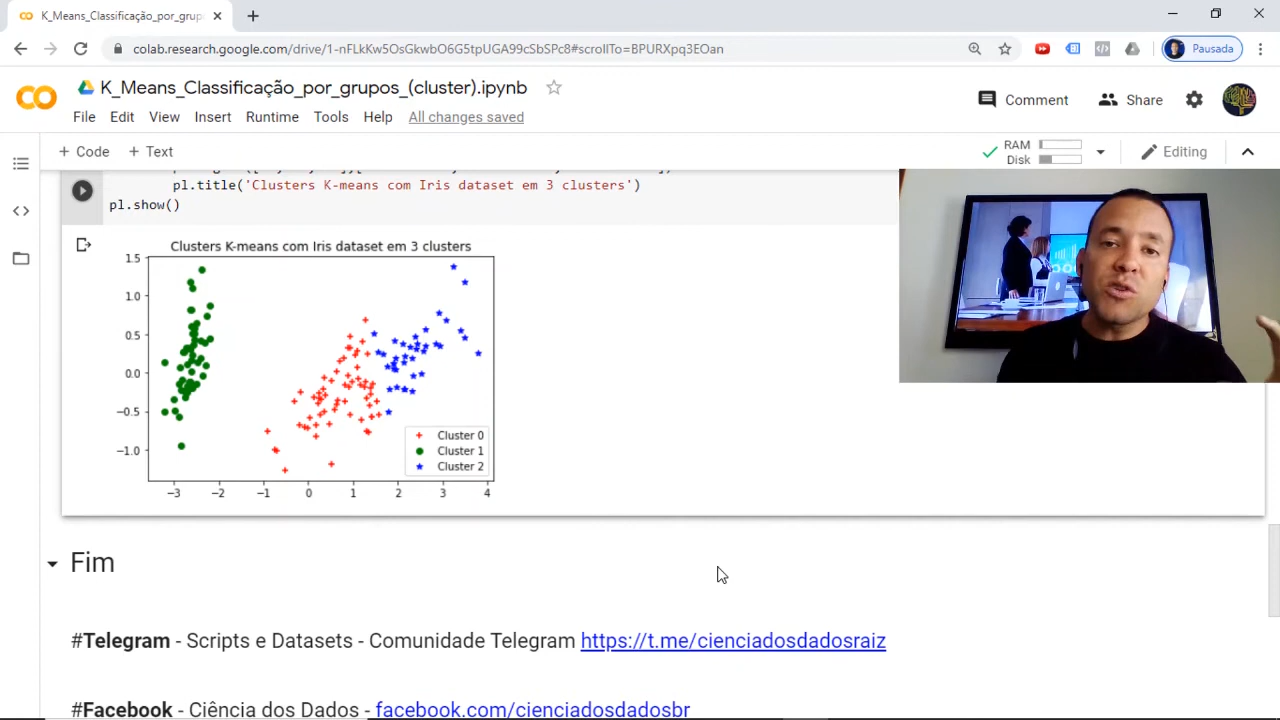 K_Means_Classificação_por_grupo
colab.research.google.com/drive/1-nFLkKw5OsGkwbO6G5tpUGA99cSbSPc8#scrollTo=BPURXpq3EOan
Pausada
K_Means_Classificação_por_grupos_(cluster).ipynb
Comment
Share
File Edit View Insert Runtime Tools Help All changes saved
+ Code + Text
RAM
Disk
Editing
pl.title('Clusters K-means com Iris dataset em 3 clusters')
pl.show()
Clusters K-means com Iris dataset em 3 clusters
1.5
1.0
0.5
0.0
−0.5
−1.0
Cluster 0
Cluster 1
Cluster 2
−3 −2 −1 0 1 2 3 4
Fim
#Telegram - Scripts e Datasets - Comunidade Telegram https://t.me/cienciadosdadosraiz
#Facebook - Ciência dos Dados - facebook.com/cienciadosdadosbr